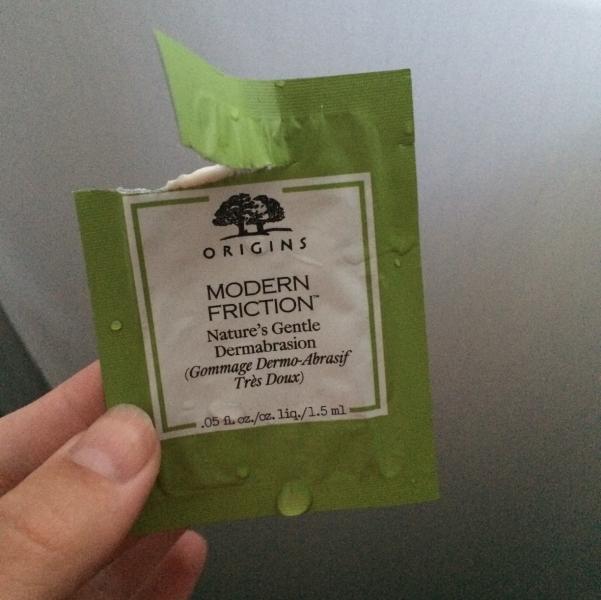 ORIGINS
MODERN
FRICTION™
Nature's Gentle
Dermabrasion
(Gommage Dermo-Abrasif
Très Doux)
.05 fl. oz./oz. liq./1.5 ml